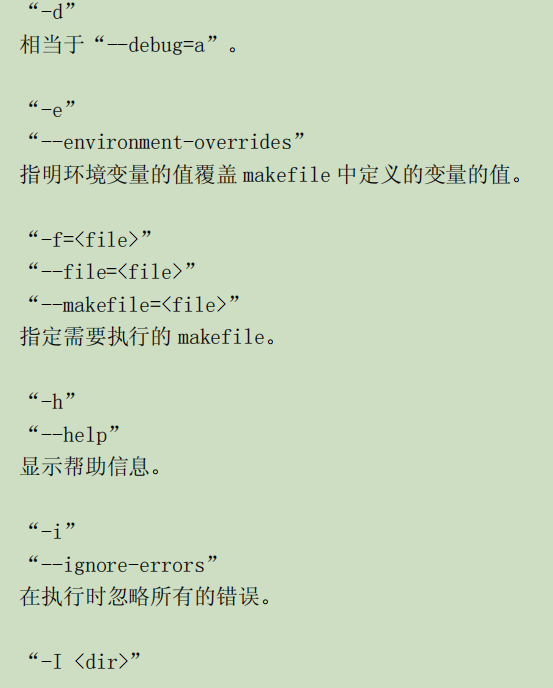 “-d”
相当于“--debug=a”。
“-e”
“--environment-overrides”
指明环境变量的值覆盖 makefile 中定义的变量的值。
“-f=<file>”
“--file=<file>”
“--makefile=<file>”
指定需要执行的 makefile。
“-h”
“--help”
显示帮助信息。
“-i”
“--ignore-errors”
在执行时忽略所有的错误。
“-I <dir>”